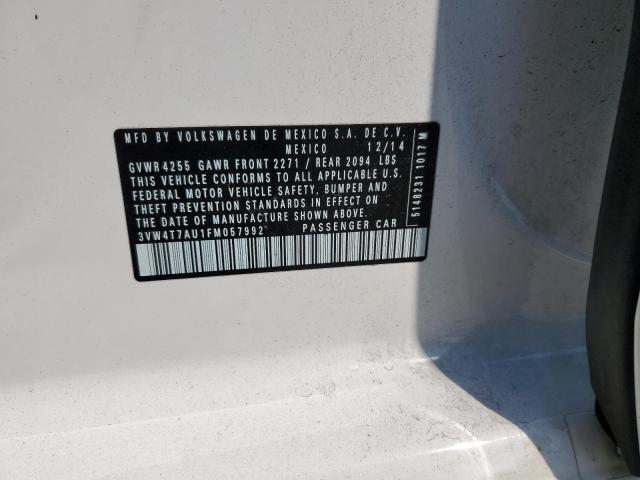 MFD BY VOLKSWAGEN DE MEXICO S.A. DE C.V.
MEXICO 12/14
GVWR 4255 GAWR FRONT 2271 / REAR 2094 LBS
THIS VEHICLE CONFORMS TO ALL APPLICABLE U.S.
FEDERAL MOTOR VEHICLE SAFETY, BUMPER AND
THEFT PREVENTION STANDARDS IN EFFECT ON
THE DATE OF MANUFACTURE SHOWN ABOVE.
3VW4T7AU1FM057992 PASSENGER CAR
5148231 1017 M